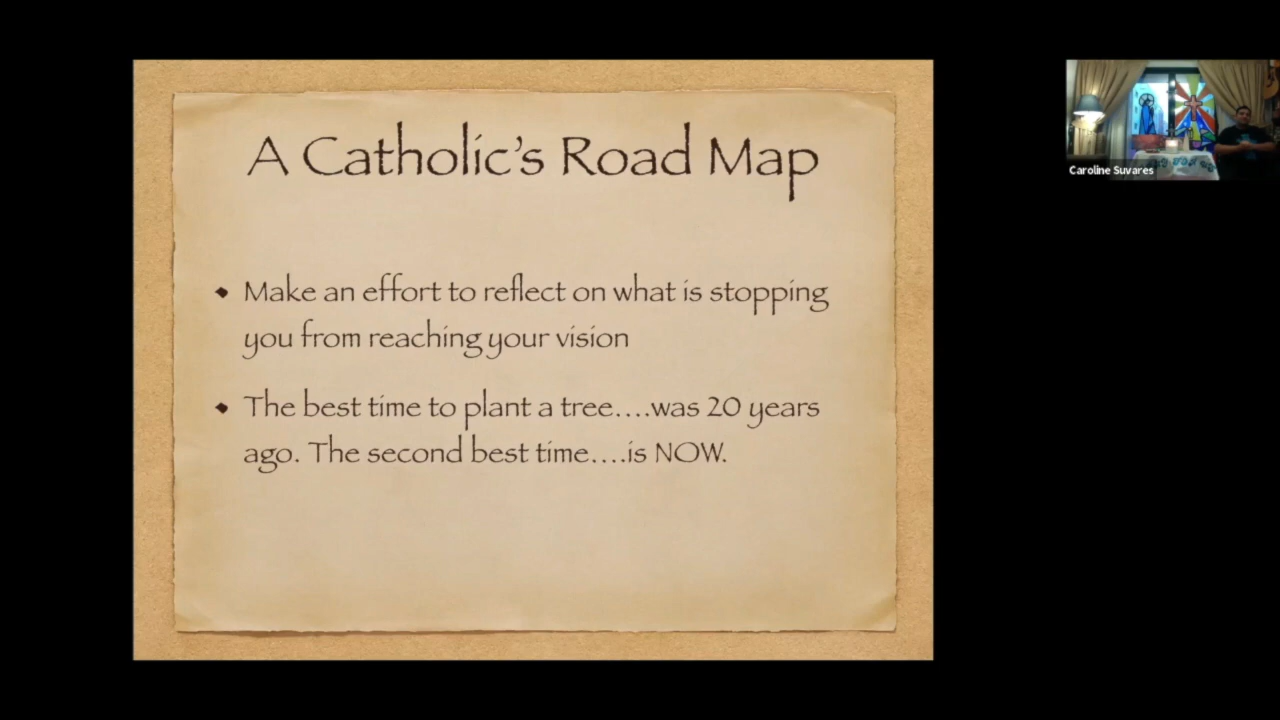 A Catholic's Road Map
• Make an effort to reflect on what is stopping
you from reaching your vision
• The best time to plant a tree....was 20 years
ago. The second best time....is NOW.
Caroline Suvares